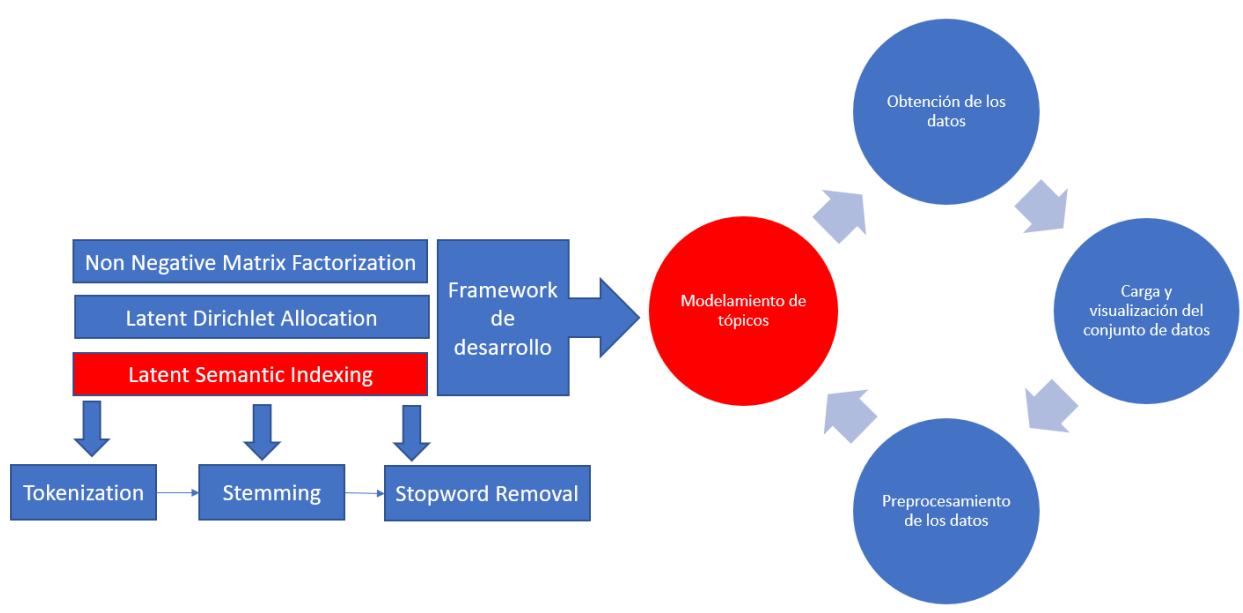 Non Negative Matrix Factorization
Latent Dirichlet Allocation
Latent Semantic Indexing
Framework
de
desarrollo
Tokenization
Stemming
Stopword Removal
Obtención de los
datos
Carga y
visualización del
conjunto de datos
Preprocesamiento
de los datos
Modelamiento de
tópicos